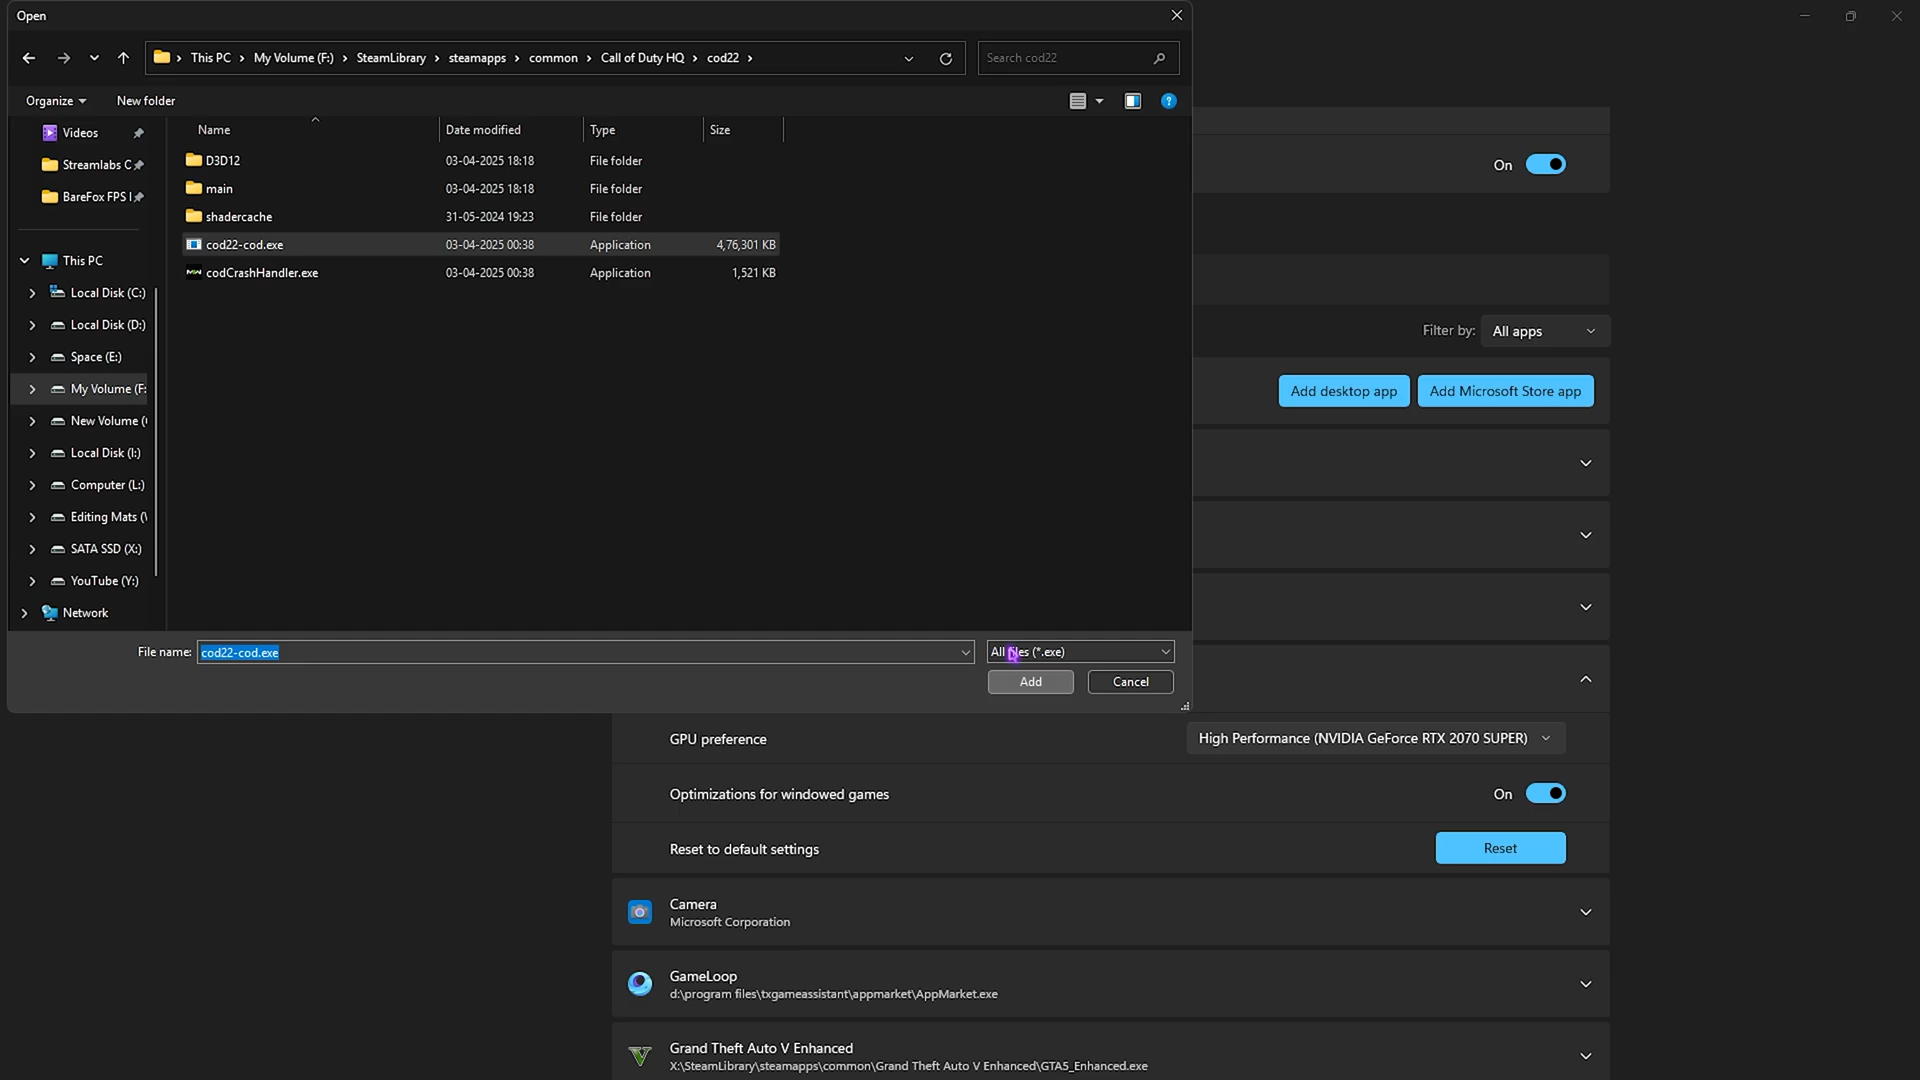 Open
This PC > My Volume (F:) > SteamLibrary > steamapps > common > Call of Duty HQ > cod22 >
Search cod22
Organize
New folder
Name
Date modified
Type
Size
Videos
Streamlabs C
BareFox FPS
This PC
Local Disk (C:)
Local Disk (D:)
Space (E:)
My Volume (F:
New Volume (
Local Disk (I:)
Computer (L:)
Editing Mats (
SATA SSD (X:)
YouTube (Y:)
Network
D3D12 03-04-2025 18:18 File folder
main 03-04-2025 18:18 File folder
shadercache 31-05-2024 19:23 File folder
cod22-cod.exe 03-04-2025 00:38 Application 4,76,301 KB
codCrashHandler.exe 03-04-2025 00:38 Application 1,521 KB
File name: cod22-cod.exe
All files (*.exe)
Add
Cancel
On
Filter by: All apps
Add desktop app
Add Microsoft Store app
GPU preference
High Performance (NVIDIA GeForce RTX 2070 SUPER)
Optimizations for windowed games
On
Reset to default settings
Reset
Camera
Microsoft Corporation
GameLoop
d:\program files\txgameassistant\appmarket\AppMarket.exe
Grand Theft Auto V Enhanced
X:\SteamLibrary\steamapps\common\Grand Theft Auto V Enhanced\GTA5_Enhanced.exe